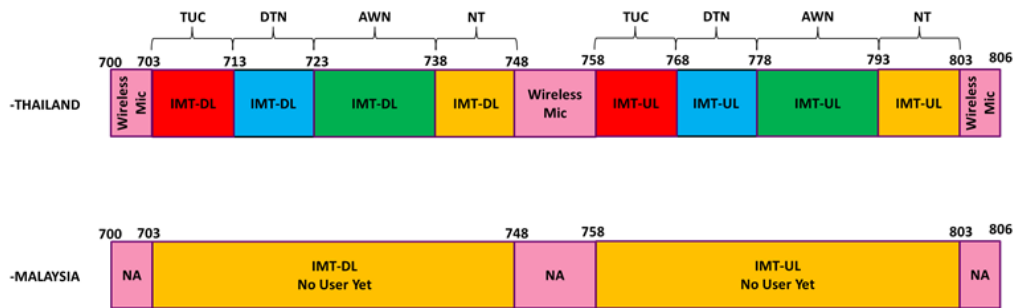 TUC DTN AWN NT TUC DTN AWN NT
700 703 713 723 738 748 758 768 778 793 803 806
-THAILAND Wireless Mic IMT-DL IMT-DL IMT-DL IMT-DL Wireless Mic IMT-UL IMT-UL IMT-UL IMT-UL Wireless Mic
700 703 748 758 803 806
-MALAYSIA NA IMT-DL No User Yet NA IMT-UL No User Yet NA